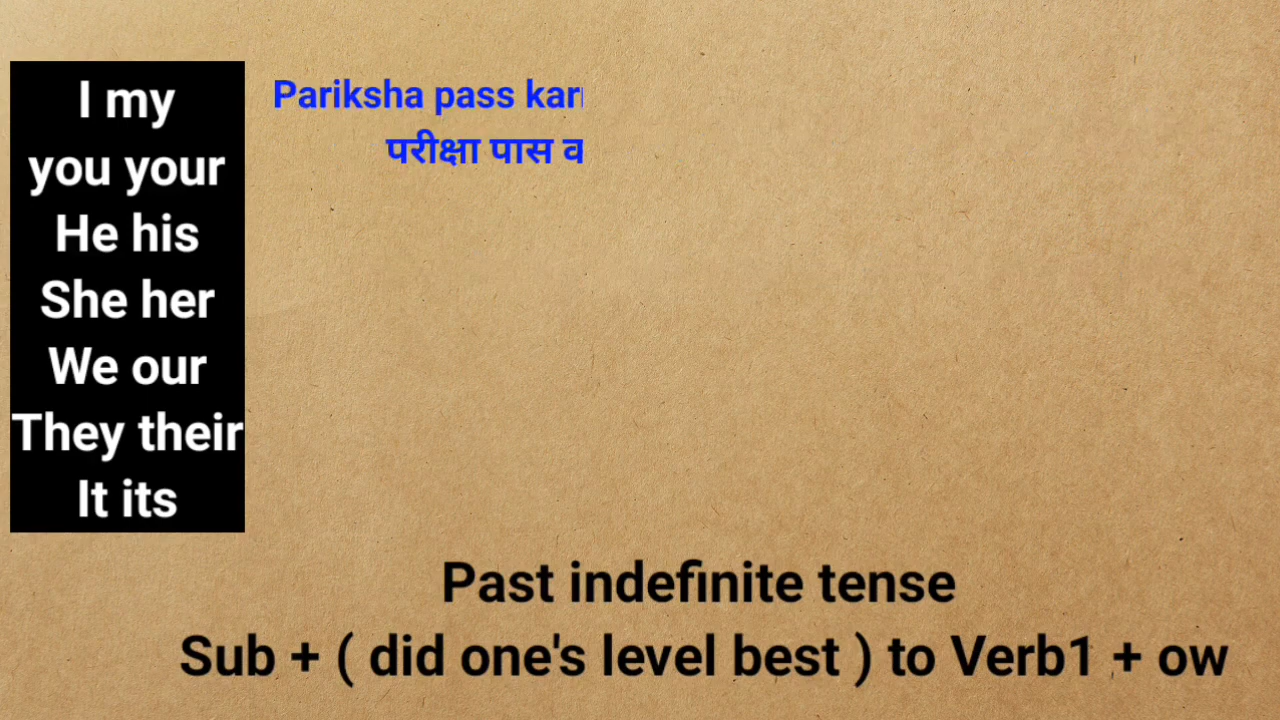 I my
you your
He his
She her
We our
They their
It its
Pariksha pass
परीक्षा पास
Past indefinite tense
Sub + ( did one's level best ) to Verb1 + ow